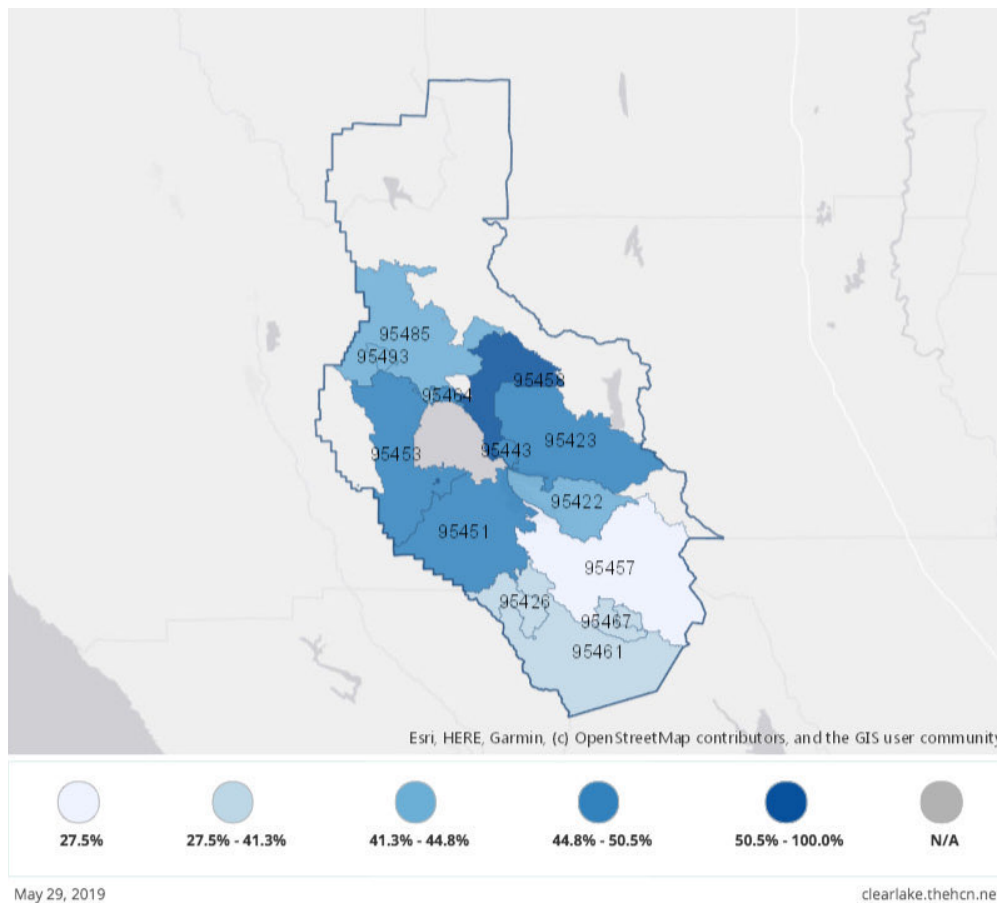 95485
95493
95458
95464
95423
95443
95453
95422
95451
95457
95426
95467
95461
Esri, HERE, Garmin, (c) OpenStreetMap contributors, and the GIS user community
27.5%
27.5% - 41.3%
41.3% - 44.8%
44.8% - 50.5%
50.5% - 100.0%
N/A
May 29, 2019
clearlake.thehcn.ne